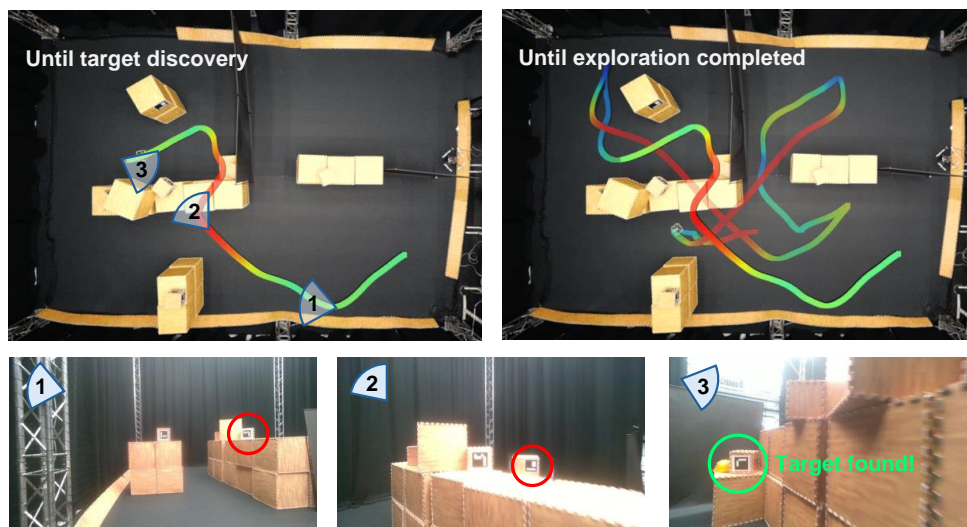 Until target discovery
Until exploration completed
3
2
1
1
2
3
Target found!